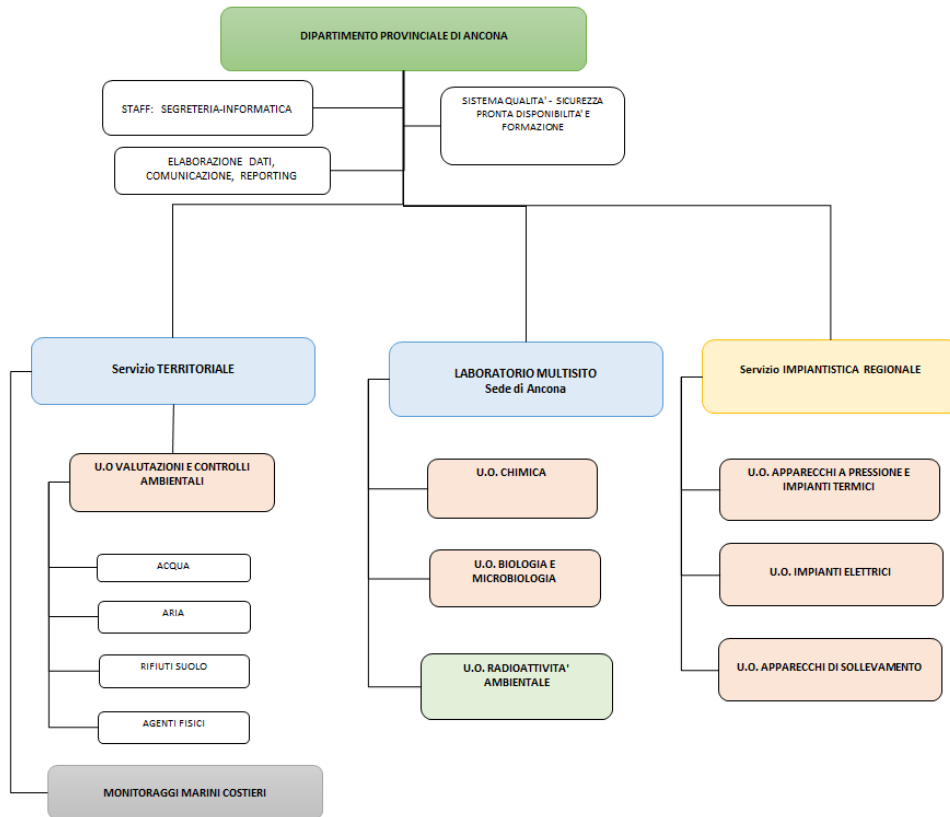 DIPARTIMENTO PROVINCIALE DI ANCONA
STAFF: SEGRETERIA-INFORMATICA
SISTEMA QUALITA' - SICUREZZA
PRONTA DISPONIBILITA' E
FORMAZIONE
ELABORAZIONE DATI,
COMUNICAZIONE, REPORTING
Servizio TERRITORIALE
LABORATORIO MULTISITO
Sede di Ancona
Servizio IMPIANTISTICA REGIONALE
U.O VALUTAZIONI E CONTROLLI
AMBIENTALI
ACQUA
ARIA
RIFIUTI SUOLO
AGENTI FISICI
MONITORAGGI MARINI COSTIERI
U.O. CHIMICA
U.O. BIOLOGIA E
MICROBIOLOGIA
U.O. RADIOATTIVITA'
AMBIENTALE
U.O. APPARECCHI A PRESSIONE E
IMPIANTI TERMICI
U.O. IMPIANTI ELETTRICI
U.O. APPARECCHI DI SOLLEVAMENTO